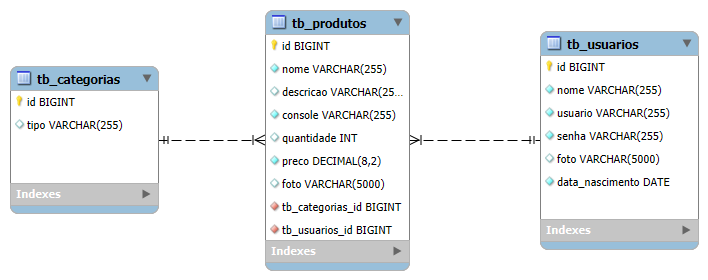 tb_categorias
id BIGINT
tipo VARCHAR(255)
Indexes
tb_produtos
id BIGINT
nome VARCHAR(255)
descricao VARCHAR(25...
console VARCHAR(255)
quantidade INT
preco DECIMAL(8,2)
foto VARCHAR(5000)
tb_categorias_id BIGINT
tb_usuarios_id BIGINT
Indexes
tb_usuarios
id BIGINT
nome VARCHAR(255)
usuario VARCHAR(255)
senha VARCHAR(255)
foto VARCHAR(5000)
data_nascimento DATE
Indexes